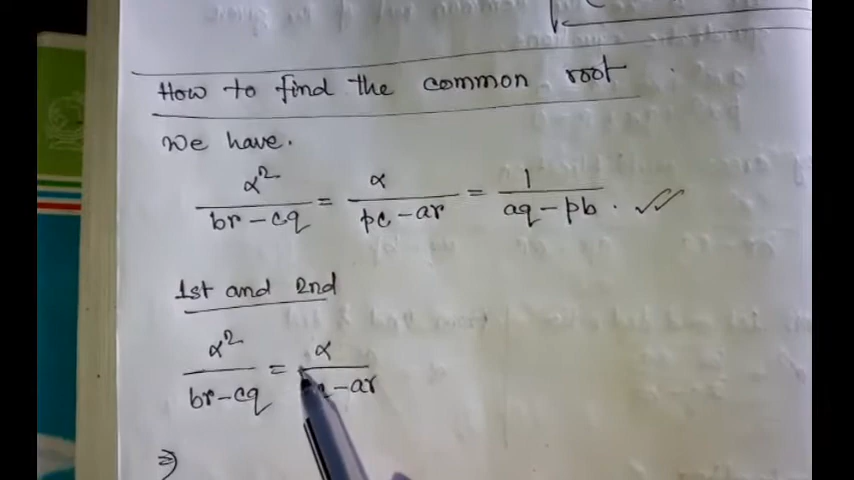 How to find the common root
We have.
α²/(br-cq) = α/(pc-ar) = 1/(aq-pb).
1st and 2nd
α²/(br-cq) = α/ -ar
⇒